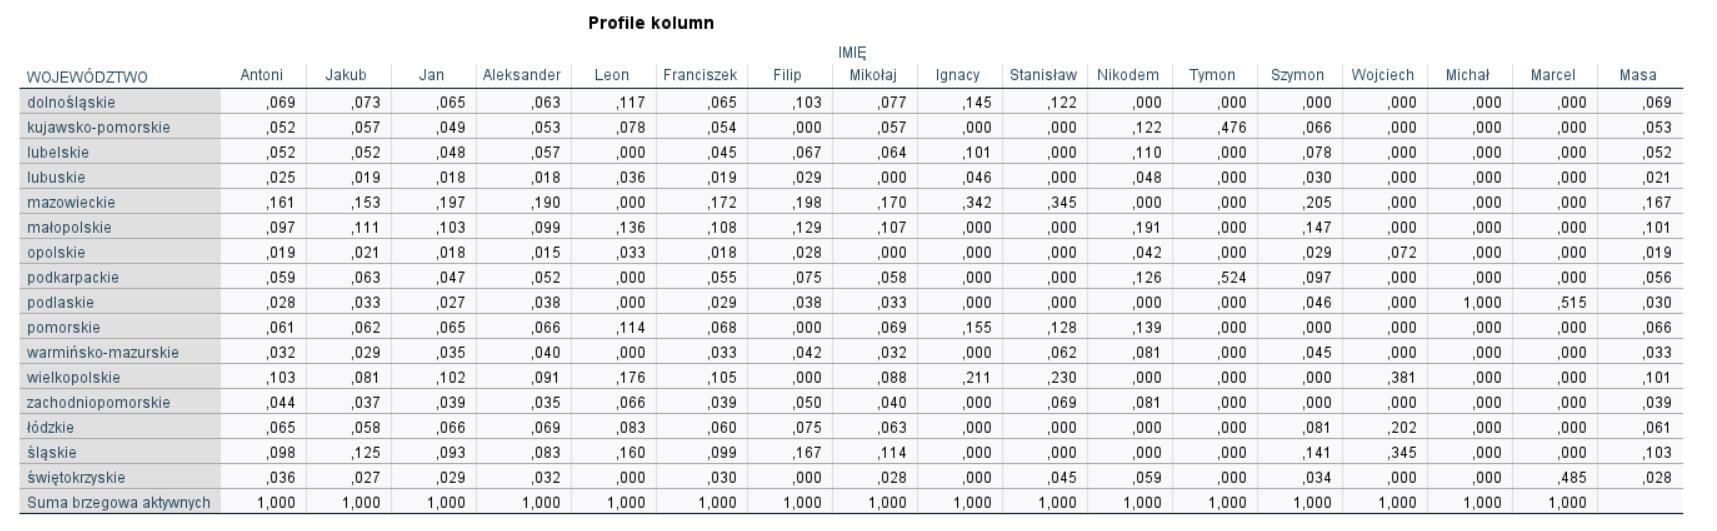 Profile kolumn
IMIĘ
WOJEWÓDZTWO Antoni Jakub Jan Aleksander Leon Franciszek Filip Mikołaj Ignacy Stanisław Nikodem Tymon Szymon Wojciech Michał Marcel Masa
dolnośląskie ,069 ,073 ,065 ,063 ,117 ,065 ,103 ,077 ,145 ,122 ,000 ,000 ,000 ,000 ,000 ,000 ,069
kujawsko-pomorskie ,052 ,057 ,049 ,053 ,078 ,054 ,000 ,057 ,000 ,000 ,122 ,476 ,066 ,000 ,000 ,000 ,053
lubelskie ,052 ,052 ,048 ,057 ,000 ,045 ,067 ,064 ,101 ,000 ,110 ,000 ,078 ,000 ,000 ,000 ,052
lubuskie ,025 ,019 ,018 ,018 ,036 ,019 ,029 ,000 ,046 ,000 ,048 ,000 ,030 ,000 ,000 ,000 ,021
mazowieckie ,161 ,153 ,197 ,190 ,000 ,172 ,198 ,170 ,342 ,345 ,000 ,000 ,205 ,000 ,000 ,000 ,167
małopolskie ,097 ,111 ,103 ,099 ,136 ,108 ,129 ,107 ,000 ,000 ,191 ,000 ,147 ,000 ,000 ,000 ,101
opolskie ,019 ,021 ,018 ,015 ,033 ,018 ,028 ,000 ,000 ,000 ,042 ,000 ,029 ,072 ,000 ,000 ,019
podkarpackie ,059 ,063 ,047 ,052 ,000 ,055 ,075 ,058 ,000 ,000 ,126 ,524 ,097 ,000 ,000 ,000 ,056
podlaskie ,028 ,033 ,027 ,038 ,000 ,029 ,038 ,033 ,000 ,000 ,000 ,000 ,046 ,000 1,000 ,515 ,030
pomorskie ,061 ,062 ,065 ,066 ,114 ,068 ,000 ,069 ,155 ,128 ,139 ,000 ,000 ,000 ,000 ,000 ,066
warmińsko-mazurskie ,032 ,029 ,035 ,040 ,000 ,033 ,042 ,032 ,000 ,062 ,081 ,000 ,045 ,000 ,000 ,000 ,033
wielkopolskie ,103 ,081 ,102 ,091 ,176 ,105 ,000 ,088 ,211 ,230 ,000 ,000 ,000 ,381 ,000 ,000 ,101
zachodniopomorskie ,044 ,037 ,039 ,035 ,066 ,039 ,050 ,040 ,000 ,069 ,081 ,000 ,000 ,000 ,000 ,000 ,039
łódzkie ,065 ,058 ,066 ,069 ,083 ,060 ,075 ,063 ,000 ,000 ,000 ,000 ,081 ,202 ,000 ,000 ,061
śląskie ,098 ,125 ,093 ,083 ,160 ,099 ,167 ,114 ,000 ,000 ,000 ,000 ,141 ,345 ,000 ,000 ,103
świętokrzyskie ,036 ,027 ,029 ,032 ,000 ,030 ,000 ,028 ,000 ,045 ,059 ,000 ,034 ,000 ,000 ,485 ,028
Suma brzegowa aktywnych 1,000 1,000 1,000 1,000 1,000 1,000 1,000 1,000 1,000 1,000 1,000 1,000 1,000 1,000 1,000 1,000